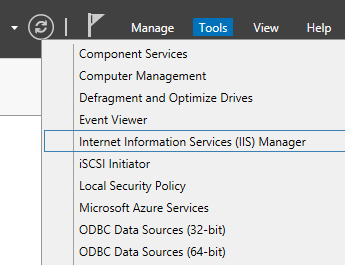 Manage Tools View Help
Component Services
Computer Management
Defragment and Optimize Drives
Event Viewer
Internet Information Services (IIS) Manager
iSCSI Initiator
Local Security Policy
Microsoft Azure Services
ODBC Data Sources (32-bit)
ODBC Data Sources (64-bit)